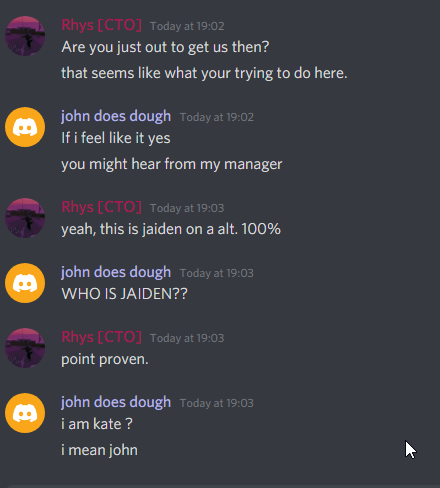 Rhys [CTO] Today at 19:02
Are you just out to get us then?
that seems like what your trying to do here.
john does dough Today at 19:02
If i feel like it yes
you might hear from my manager
Rhys [CTO] Today at 19:03
yeah, this is jaiden on a alt. 100%
john does dough Today at 19:03
WHO IS JAIDEN??
Rhys [CTO] Today at 19:03
point proven.
john does dough Today at 19:03
i am kate ?
i mean john